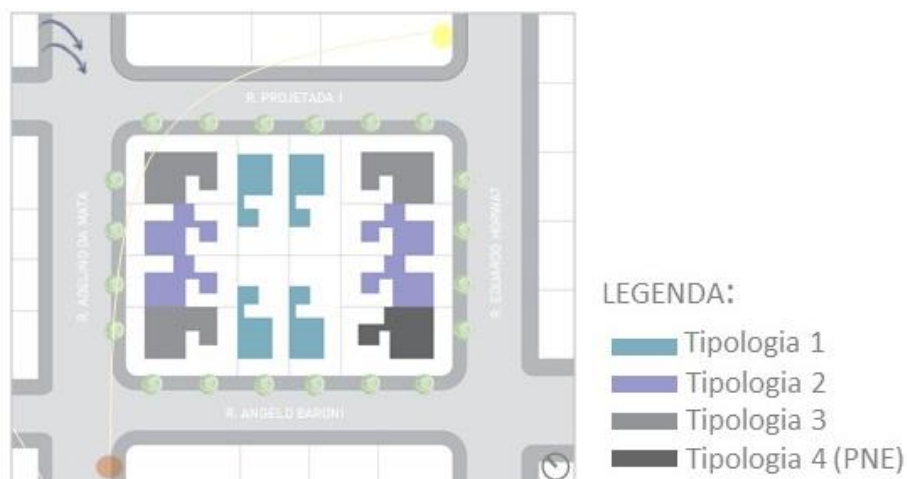 R. PROJETADA I
R. ADELINO DA MATA
R. EDUARDO HORVAT
R. ANGELO BARONI
LEGENDA:
Tipologia 1
Tipologia 2
Tipologia 3
Tipologia 4 (PNE)